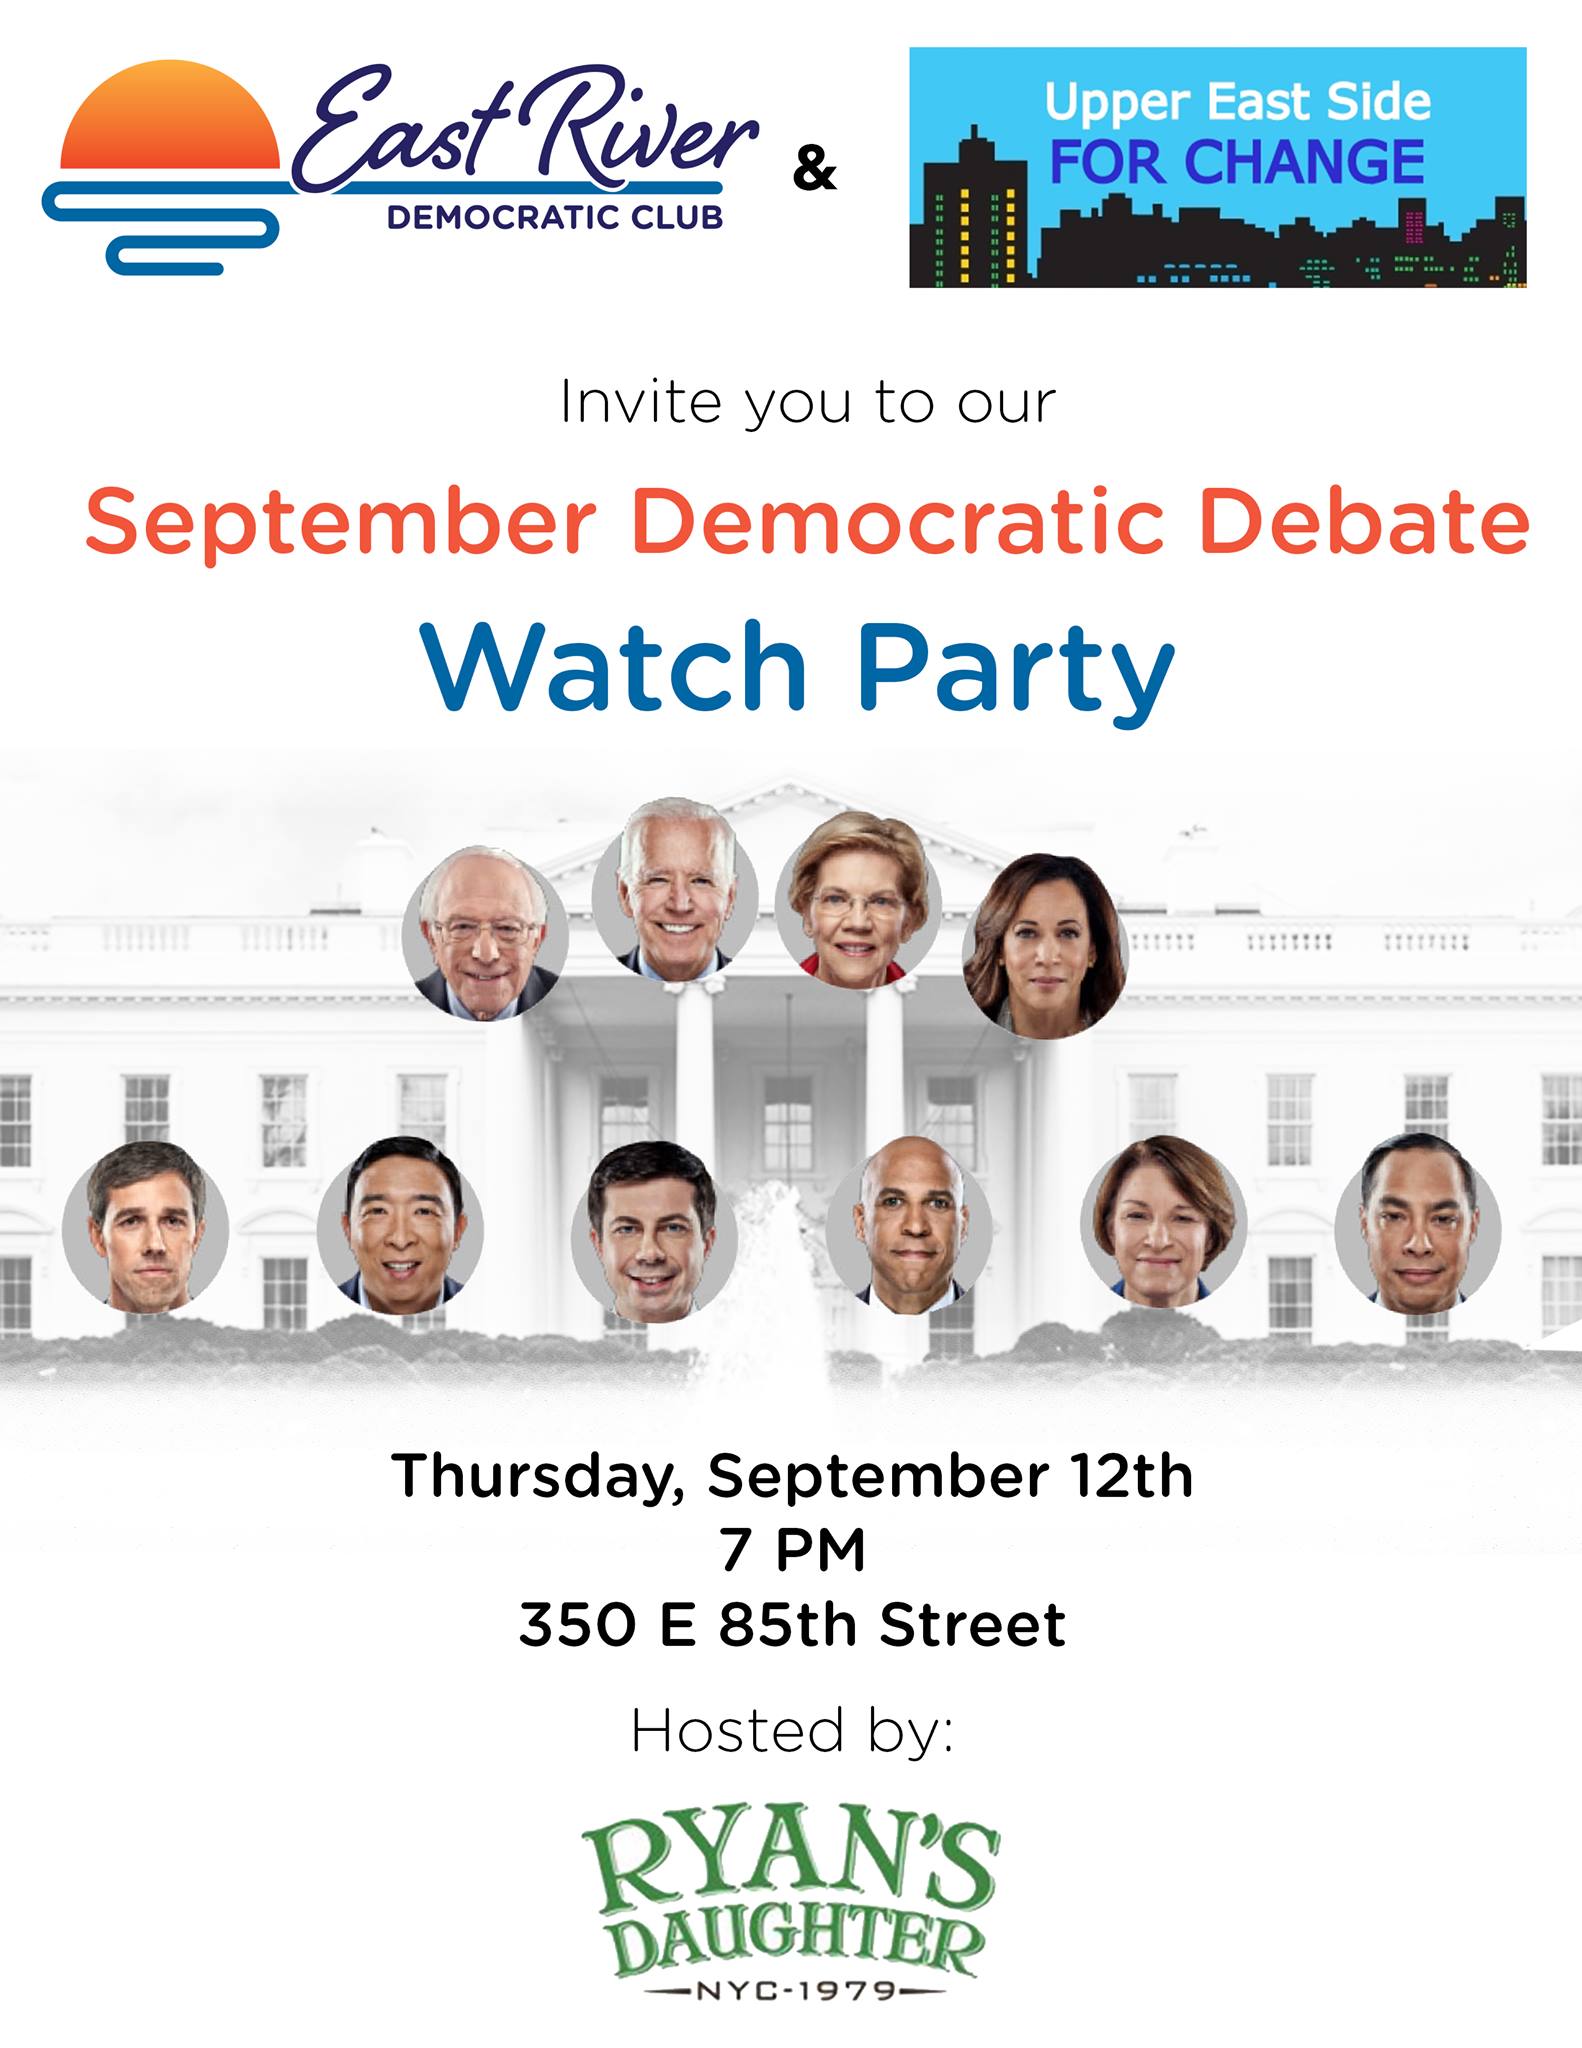 East River
DEMOCRATIC CLUB
&
Upper East Side
FOR CHANGE
Invite you to our
September Democratic Debate
Watch Party
Thursday, September 12th
7 PM
350 E 85th Street
Hosted by:
RYAN'S
DAUGHTER
NYC-1979